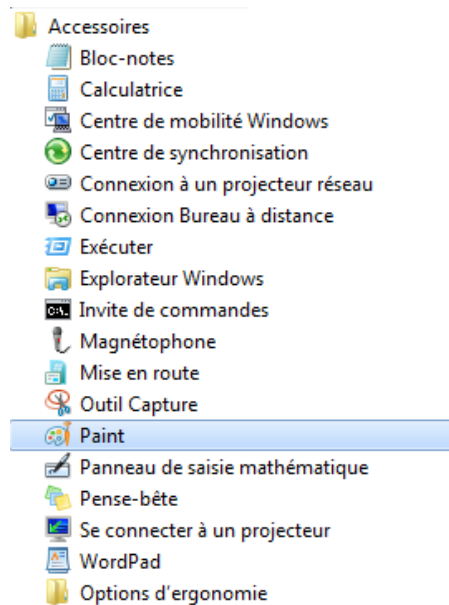 Accessoires
Bloc-notes
Calculatrice
Centre de mobilité Windows
Centre de synchronisation
Connexion à un projecteur réseau
Connexion Bureau à distance
Exécuter
Explorateur Windows
Invite de commandes
Magnétophone
Mise en route
Outil Capture
Paint
Panneau de saisie mathématique
Pense-bête
Se connecter à un projecteur
WordPad
Options d'ergonomie